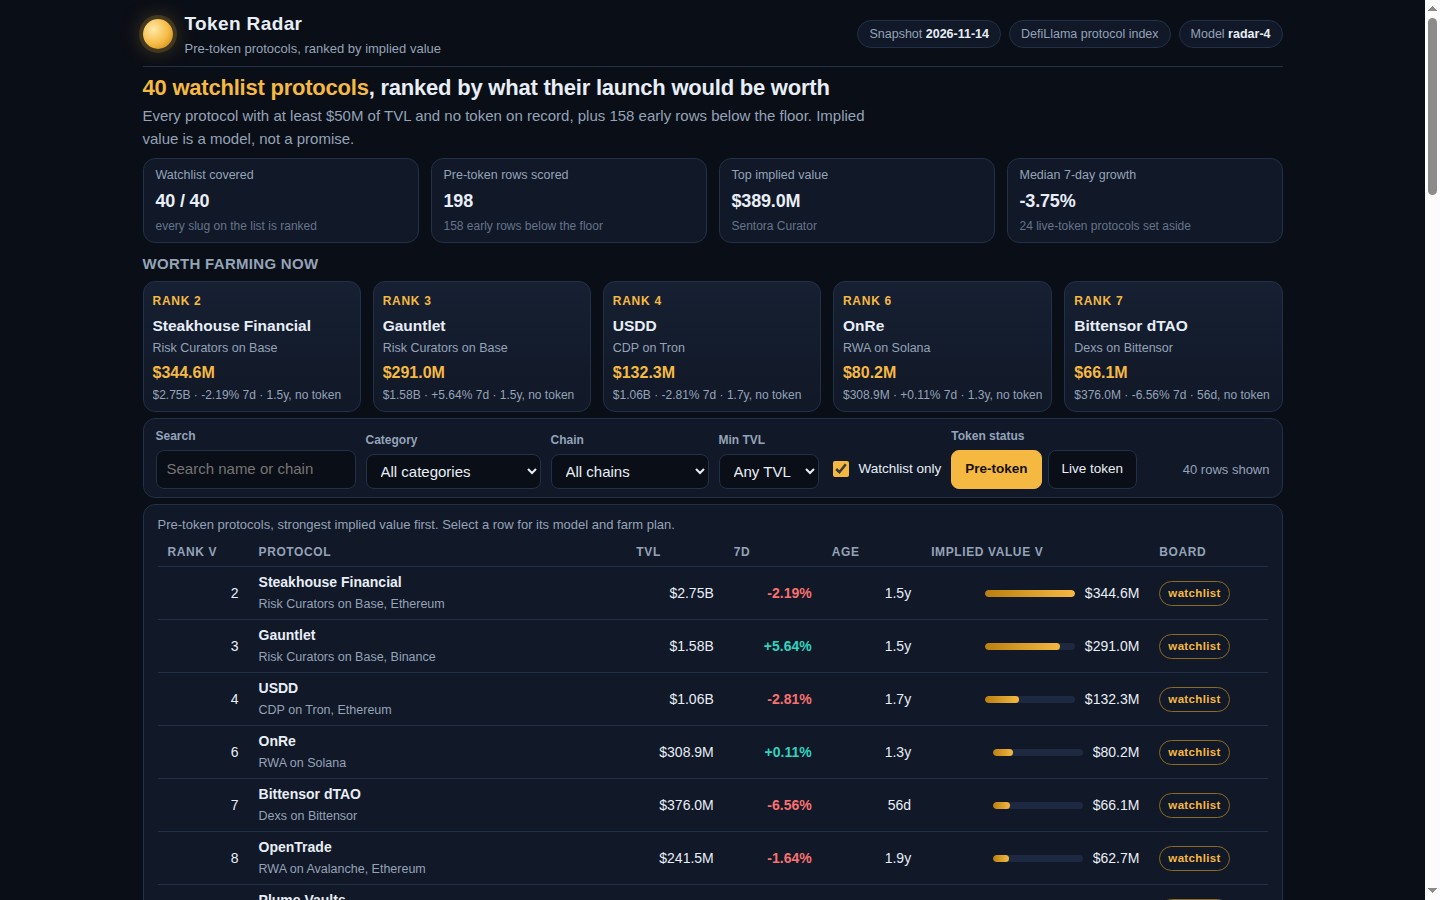 Token Radar
Pre-token protocols, ranked by implied value
Snapshot 2026-11-14
DefiLlama protocol index
Model radar-4
40 watchlist protocols, ranked by what their launch would be worth
Every protocol with at least $50M of TVL and no token on record, plus 158 early rows below the floor. Implied
value is a model, not a promise.
Watchlist covered
40 / 40
every slug on the list is ranked
Pre-token rows scored
198
158 early rows below the floor
Top implied value
$389.0M
Sentora Curator
Median 7-day growth
-3.75%
24 live-token protocols set aside
WORTH FARMING NOW
RANK 2
Steakhouse Financial
Risk Curators on Base
$344.6M
$2.75B · -2.19% 7d · 1.5y, no token
RANK 3
Gauntlet
Risk Curators on Base
$291.0M
$1.58B · +5.64% 7d · 1.5y, no token
RANK 4
USDD
CDP on Tron
$132.3M
$1.06B · -2.81% 7d · 1.7y, no token
RANK 6
OnRe
RWA on Solana
$80.2M
$308.9M · +0.11% 7d · 1.3y, no token
RANK 7
Bittensor dTAO
Dexs on Bittensor
$66.1M
$376.0M · -6.56% 7d · 56d, no token
Search
Search name or chain
Category
All categories
Chain
All chains
Min TVL
Any TVL
Watchlist only
Token status
Pre-token
Live token
40 rows shown
Pre-token protocols, strongest implied value first. Select a row for its model and farm plan.
RANK V PROTOCOL TVL 7D AGE IMPLIED VALUE V BOARD
2 Steakhouse Financial $2.75B -2.19% 1.5y $344.6M watchlist
Risk Curators on Base, Ethereum
3 Gauntlet $1.58B +5.64% 1.5y $291.0M watchlist
Risk Curators on Base, Binance
4 USDD $1.06B -2.81% 1.7y $132.3M watchlist
CDP on Tron, Ethereum
6 OnRe $308.9M +0.11% 1.3y $80.2M watchlist
RWA on Solana
7 Bittensor dTAO $376.0M -6.56% 56d $66.1M watchlist
Dexs on Bittensor
8 OpenTrade $241.5M -1.64% 1.9y $62.7M watchlist
RWA on Avalanche, Ethereum
Plume Vaults